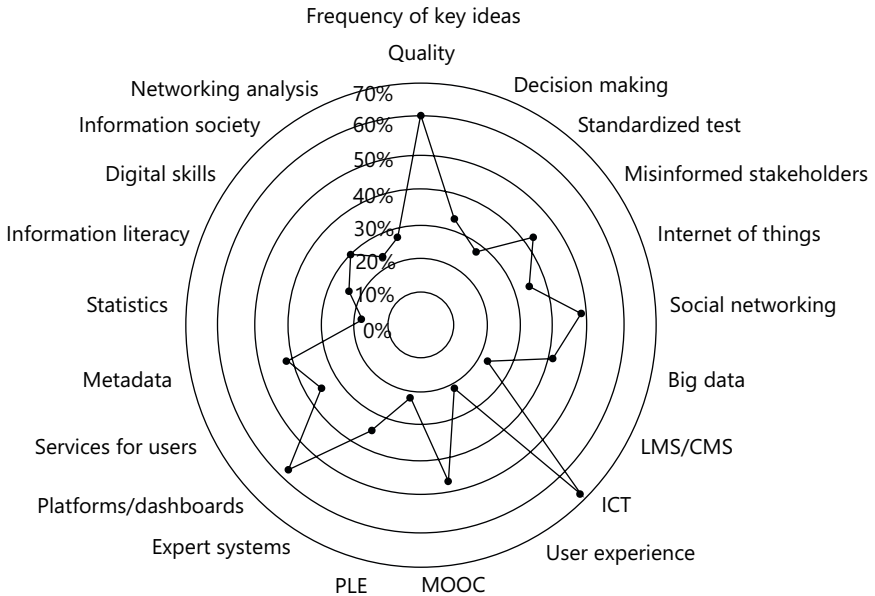 Frequency of key ideas
Quality
Decision making
Standardized test
Misinformed stakeholders
Internet of things
Social networking
Big data
LMS/CMS
ICT
User experience
MOOC
PLE
Expert systems
Platforms/dashboards
Services for users
Metadata
Statistics
Information literacy
Digital skills
Information society
Networking analysis
70%
60%
50%
40%
30%
20%
10%
0%